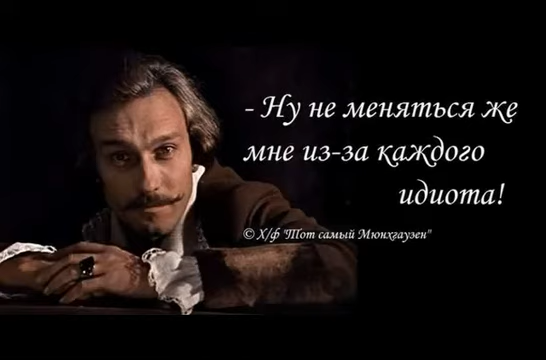 - Ну не меняться же
мне из-за каждого
идиота!
© Х/ф "Тот самый Мюнхгаузен"